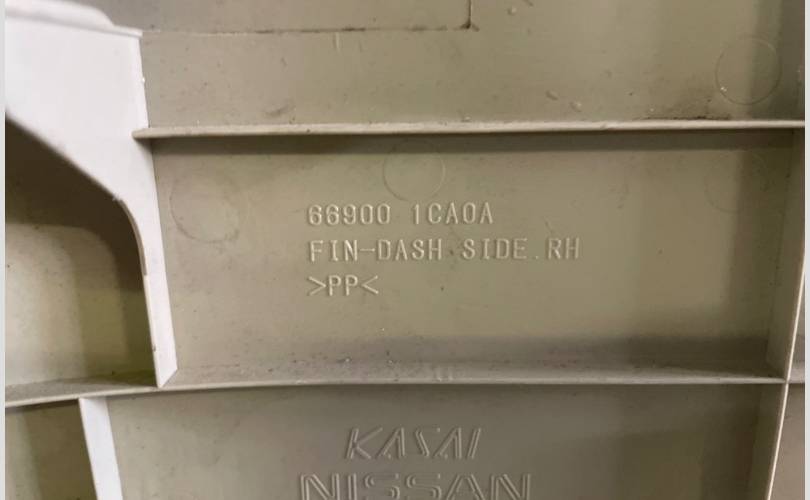 66900 1CA0A
FIN-DASH SIDE RH
>PP<
KASAI
NISSAN